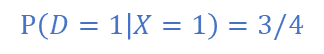 P(𝐷 = 1|𝑋 = 1) = 3/4